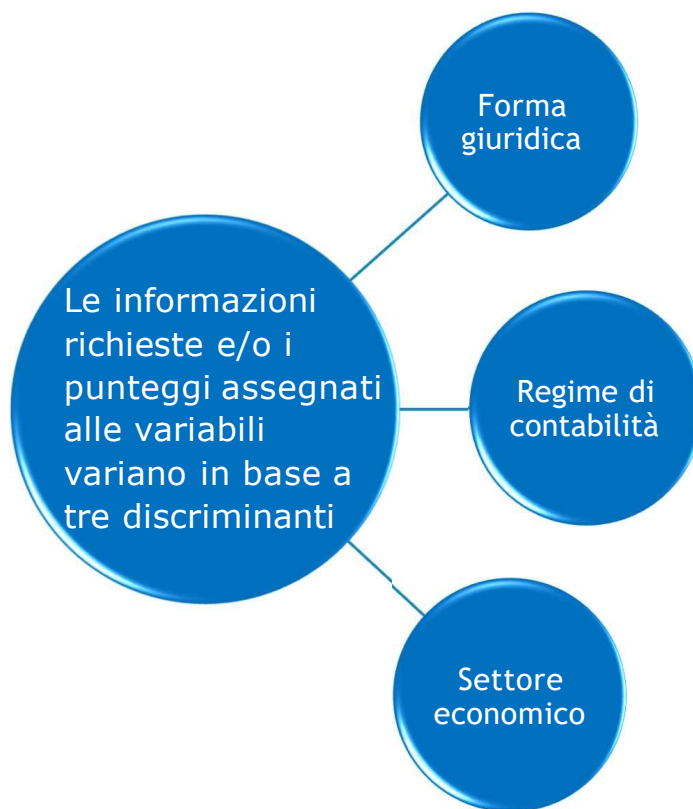 Forma
giuridica
Le informazioni
richieste e/o i
punteggi assegnati
alle variabili
variano in base a
tre discriminanti
Regime di
contabilità
Settore
economico